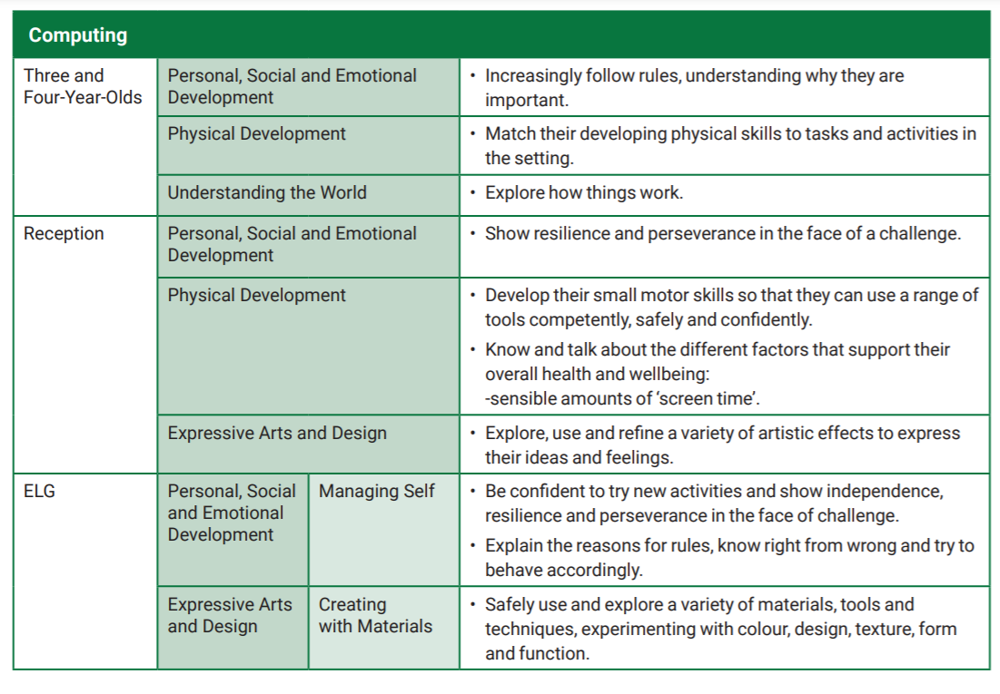 Computing
Three and
Four-Year-Olds
Personal, Social and Emotional
Development
• Increasingly follow rules, understanding why they are
important.
Physical Development
• Match their developing physical skills to tasks and activities in
the setting.
Understanding the World
• Explore how things work.
Reception
Personal, Social and Emotional
Development
• Show resilience and perseverance in the face of a challenge.
Physical Development
• Develop their small motor skills so that they can use a range of
tools competently, safely and confidently.
• Know and talk about the different factors that support their
overall health and wellbeing:
-sensible amounts of ‘screen time’.
Expressive Arts and Design
• Explore, use and refine a variety of artistic effects to express
their ideas and feelings.
ELG
Personal, Social
and Emotional
Development
Managing Self
• Be confident to try new activities and show independence,
resilience and perseverance in the face of challenge.
• Explain the reasons for rules, know right from wrong and try to
behave accordingly.
Expressive Arts
and Design
Creating
with Materials
• Safely use and explore a variety of materials, tools and
techniques, experimenting with colour, design, texture, form
and function.